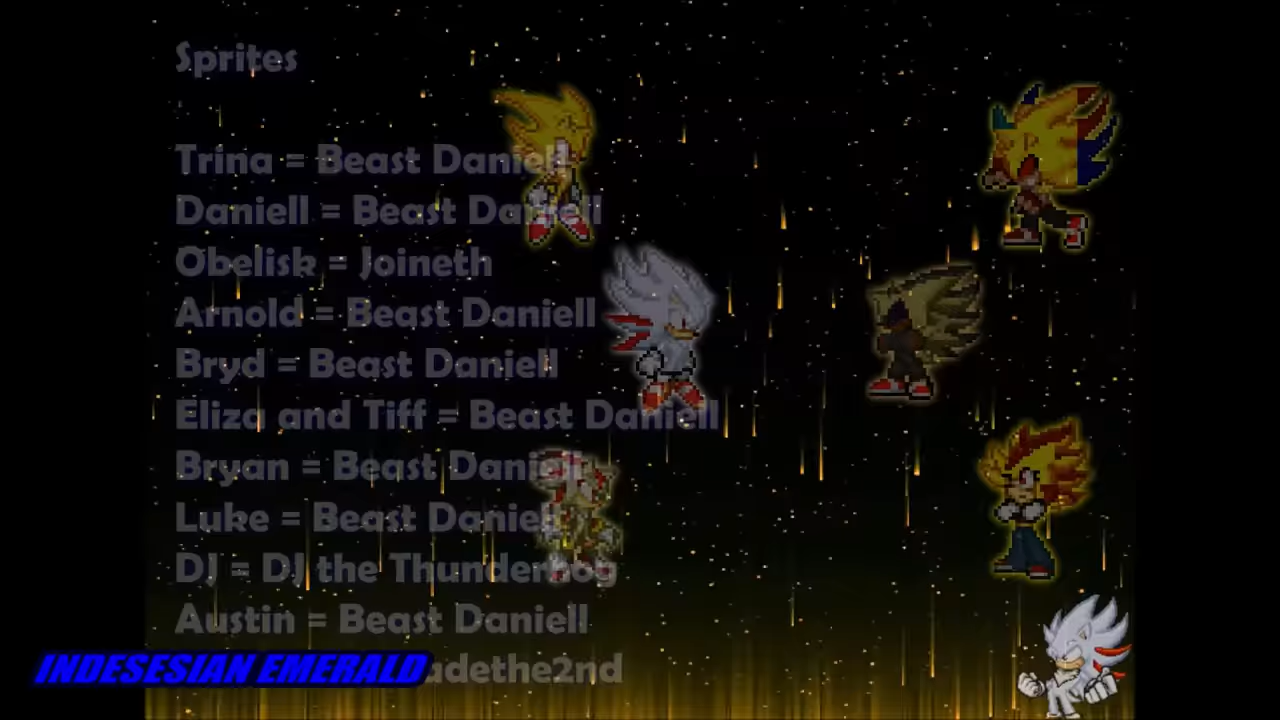 Sprites
Trina = Beast Daniell
Daniell = Beast Daniell
Obelisk = Joineth
Arnold = Beast Daniell
Bryd = Beast Daniell
Eliza and Tiff = Beast Daniell
Bryan = Beast Daniell
Luke = Beast Daniell
DJ = DJ the Thunderhog
Austin = Beast Daniell
INDESESIAN EMERALD